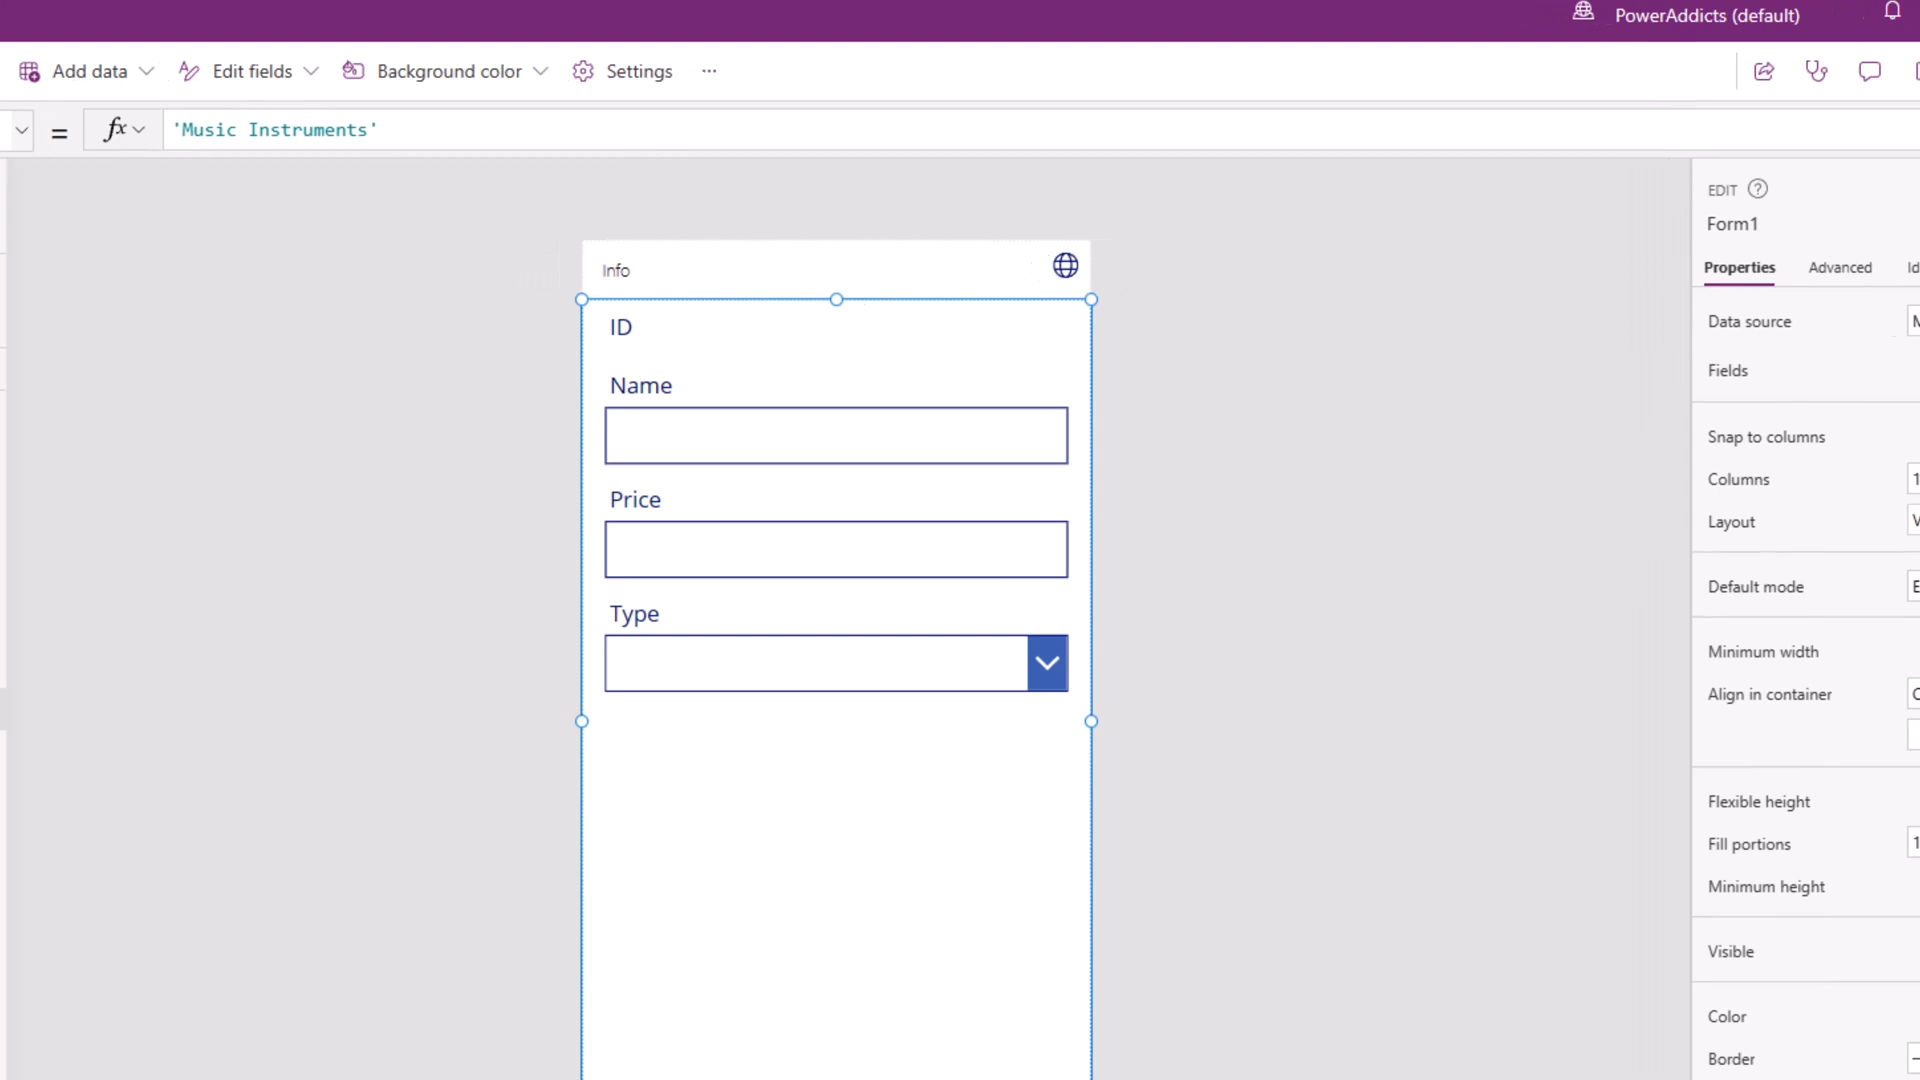 PowerAddicts (default)
Add data
Edit fields
Background color
Settings
...
= fx 'Music Instruments'
EDIT ?
Form1
Properties
Advanced
Info
ID
Name
Price
Type
Data source
Fields
Snap to columns
Columns
Layout
Default mode
Minimum width
Align in container
Flexible height
Fill portions
Minimum height
Visible
Color
Border